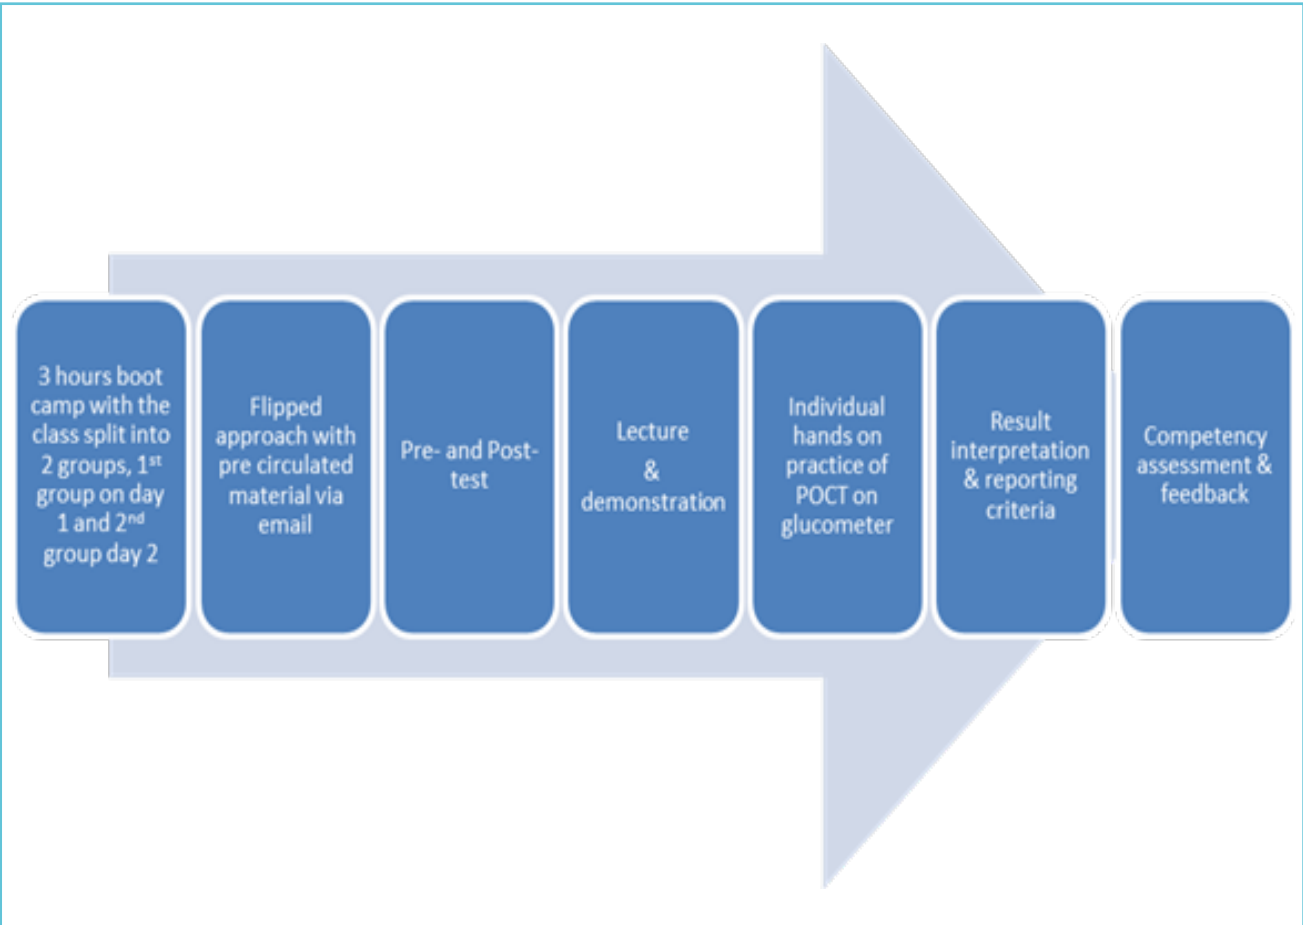 3 hours boot
camp with the
class split into
2 groups, 1st
group on day
1 and 2nd
group day 2
Flipped
approach with
pre circulated
material via
email
Pre- and Post-
test
Lecture
&
demonstration
Individual
hands on
practice of
POCT on
glucometer
Result
interpretation
& reporting
criteria
Competency
assessment &
feedback